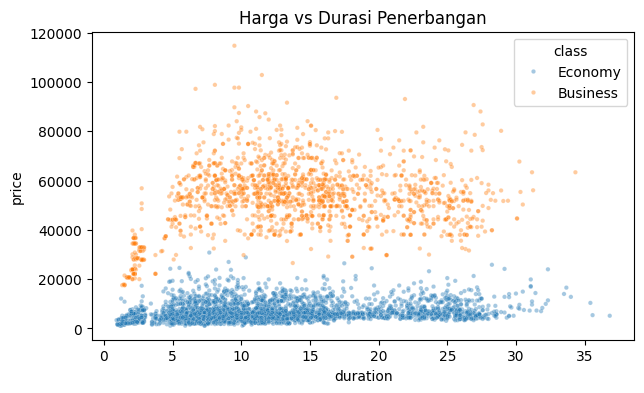 Harga vs Durasi Penerbangan
120000
100000
80000
60000
40000
20000
0
price
class
Economy
Business
0 5 10 15 20 25 30 35
duration